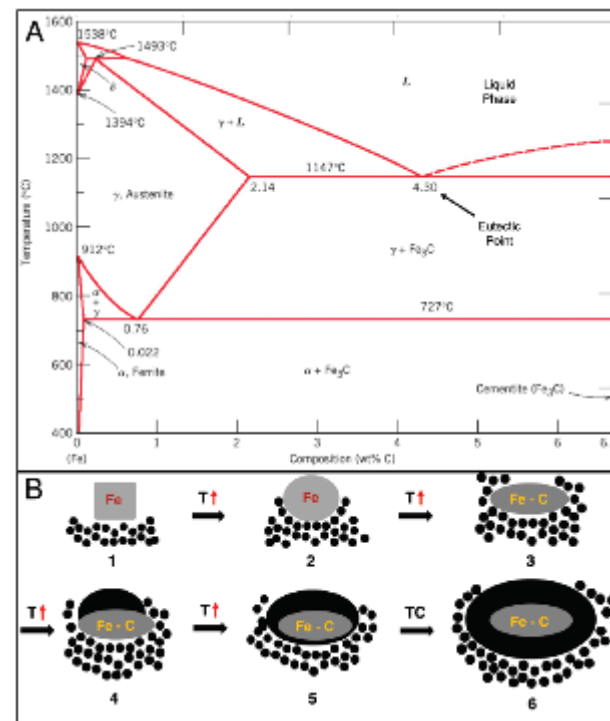 A
1600
1538°C
1493°C
L
Liquid
Phase
δ
1400
1394°C
γ + L
1200
1147°C
2.14
4.30
γ, Austenite
Eutectic
Point
1000
Temperature (°C)
912°C
γ + Fe3C
α
+
γ
800
727°C
0.76
0.022
600
α, Ferrite
α + Fe3C
Cementite (Fe3C)
400
0
1
2
3
4
5
6
(Fe)
Composition (wt% C)
B
Fe
T↑
Fe
T↑
Fe - C
1
2
3
T↑
Fe - C
T↑
Fe - C
TC
Fe - C
4
5
6